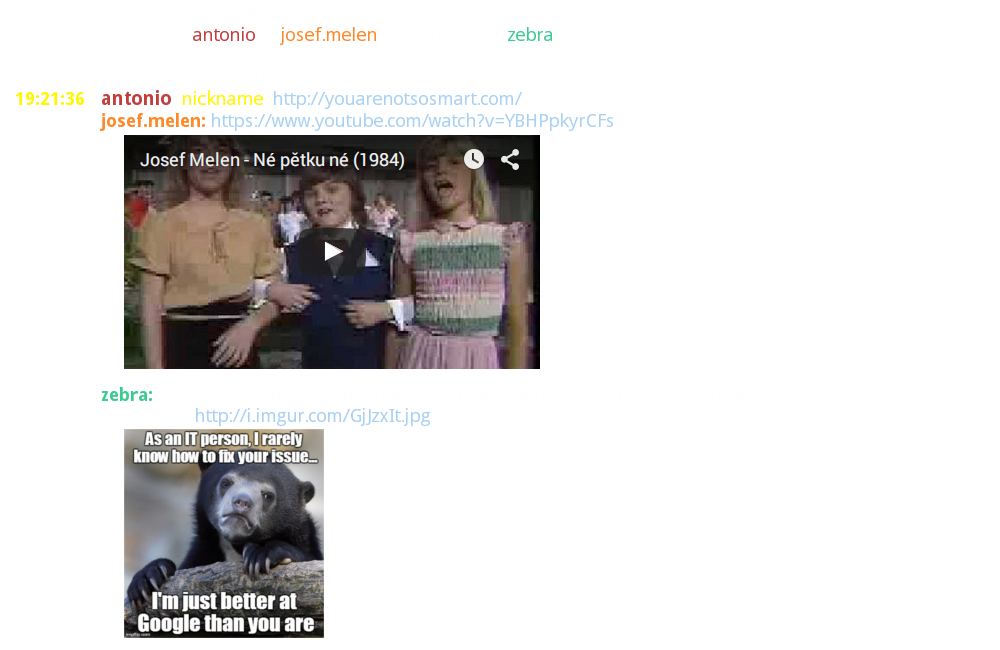 antonio josef.melen zebra
19:21:36 antonio nickname http://youarenotsosmart.com/
josef.melen: https://www.youtube.com/watch?v=YBHPpkyrCFs
Josef Melen - Né pětku né (1984)
zebra:
http://i.imgur.com/GjJzxIt.jpg
As an IT person, I rarely
know how to fix your issue...
I'm just better at
Google than you are